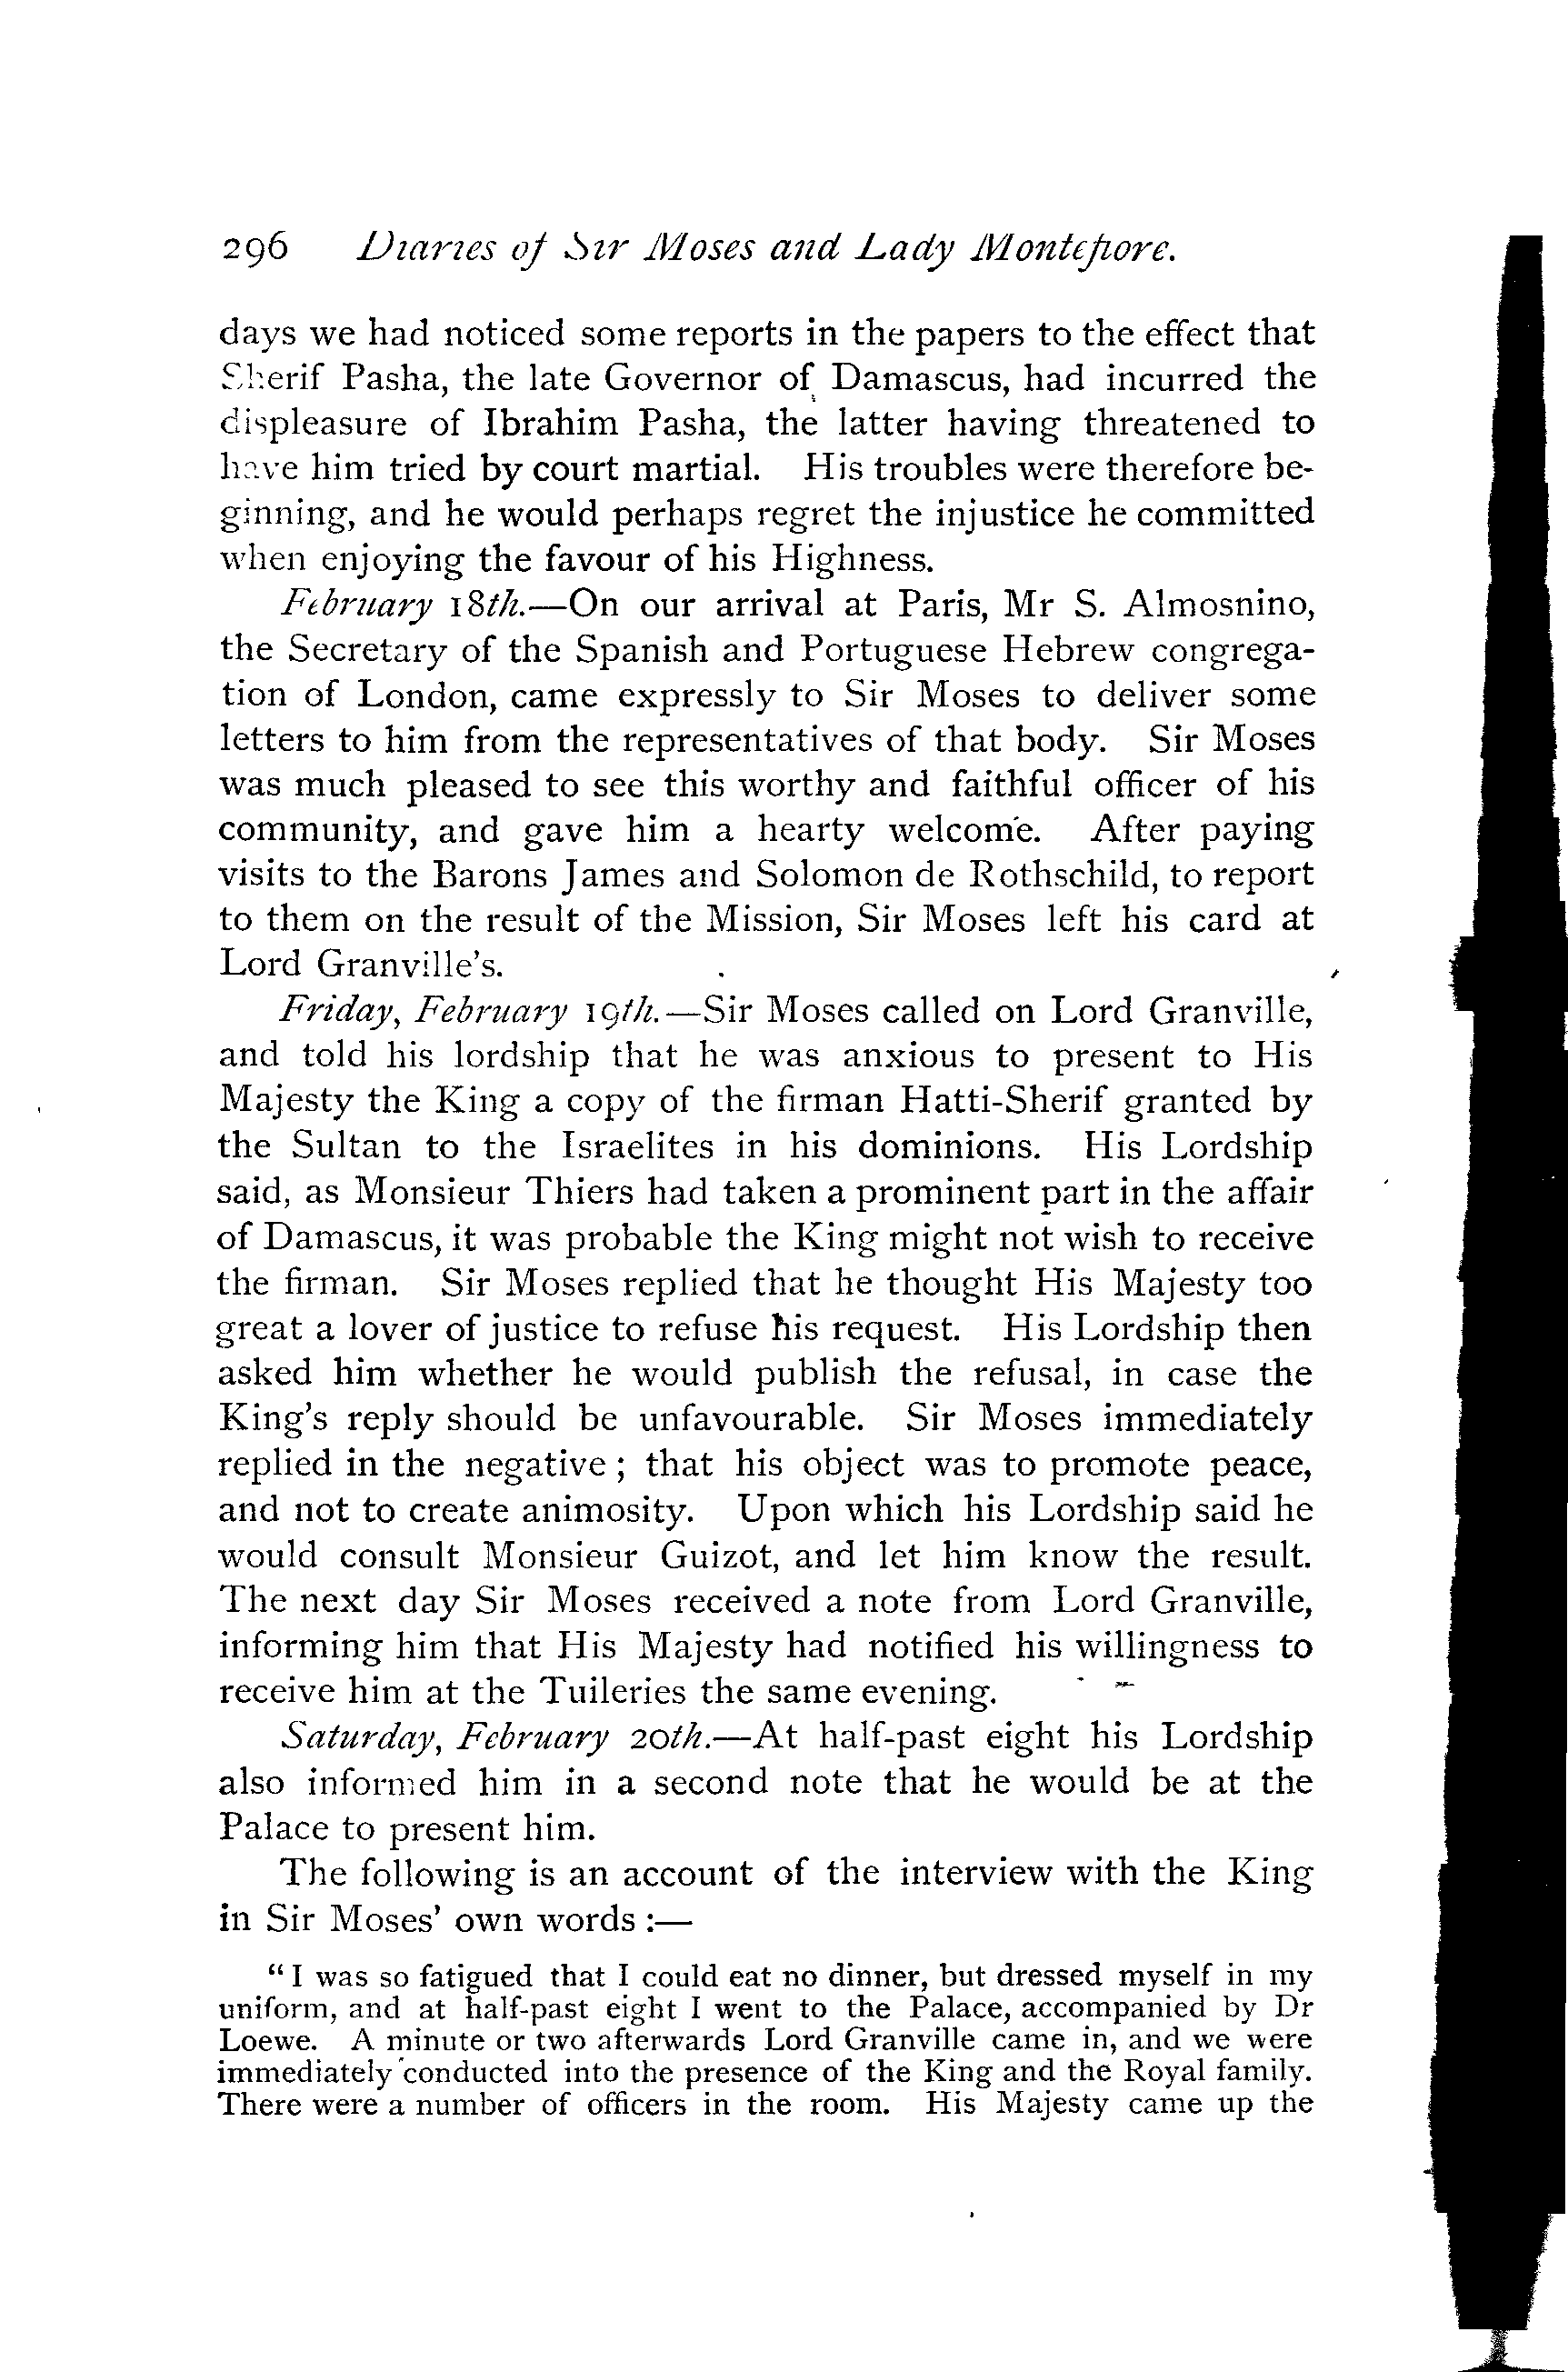 296 Diaries of Sir Moses and Lady Montefiore.
days we had noticed some reports in the papers to the effect that
Sherif Pasha, the late Governor of Damascus, had incurred the
displeasure of Ibrahim Pasha, the latter having threatened to
have him tried by court martial. His troubles were therefore be-
ginning, and he would perhaps regret the injustice he committed
when enjoying the favour of his Highness.
February 18th.—On our arrival at Paris, Mr S. Almosnino,
the Secretary of the Spanish and Portuguese Hebrew congrega-
tion of London, came expressly to Sir Moses to deliver some
letters to him from the representatives of that body. Sir Moses
was much pleased to see this worthy and faithful officer of his
community, and gave him a hearty welcome. After paying
visits to the Barons James and Solomon de Rothschild, to report
to them on the result of the Mission, Sir Moses left his card at
Lord Granville's.
Friday, February 19th.—Sir Moses called on Lord Granville,
and told his lordship that he was anxious to present to His
Majesty the King a copy of the firman Hatti-Sherif granted by
the Sultan to the Israelites in his dominions. His Lordship
said, as Monsieur Thiers had taken a prominent part in the affair
of Damascus, it was probable the King might not wish to receive
the firman. Sir Moses replied that he thought His Majesty too
great a lover of justice to refuse his request. His Lordship then
asked him whether he would publish the refusal, in case the
King's reply should be unfavourable. Sir Moses immediately
replied in the negative; that his object was to promote peace,
and not to create animosity. Upon which his Lordship said he
would consult Monsieur Guizot, and let him know the result.
The next day Sir Moses received a note from Lord Granville,
informing him that His Majesty had notified his willingness to
receive him at the Tuileries the same evening.
Saturday, February 20th.—At half-past eight his Lordship
also informed him in a second note that he would be at the
Palace to present him.
The following is an account of the interview with the King
in Sir Moses' own words:—
"I was so fatigued that I could eat no dinner, but dressed myself in my
uniform, and at half-past eight I went to the Palace, accompanied by Dr
Loewe. A minute or two afterwards Lord Granville came in, and we were
immediately conducted into the presence of the King and the Royal family.
There were a number of officers in the room. His Majesty came up the